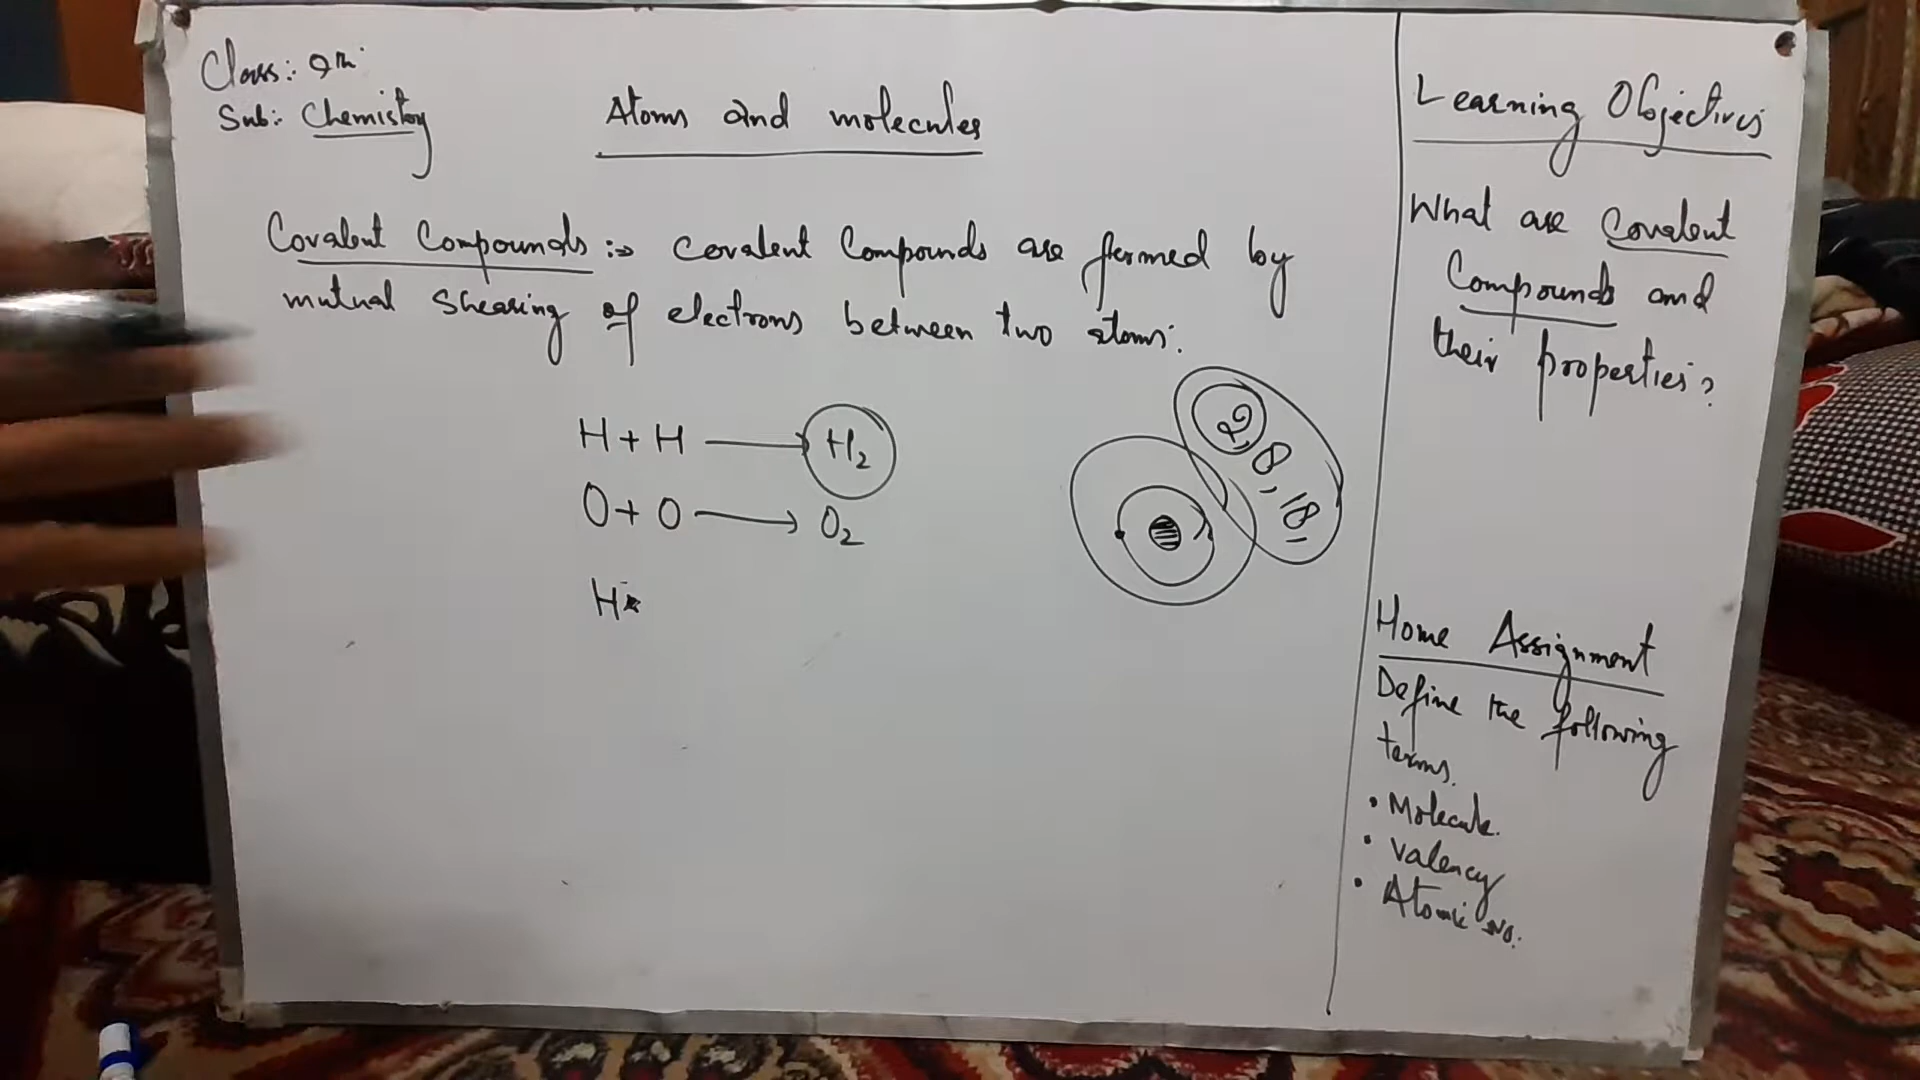 Class: 9th
Sub: Chemistry
Atoms and molecules
Covalent Compounds :⇒ Covalent Compounds are formed by
mutual shearing of electrons between two atoms.
H + H ⟶ H₂
O + O ⟶ O₂
H
2, 8, 18,
Learning Objectives
What are Covalent
Compounds and
their properties?
Home Assignment
Define the following
terms.
• Molecule.
• Valency
• Atomic No.